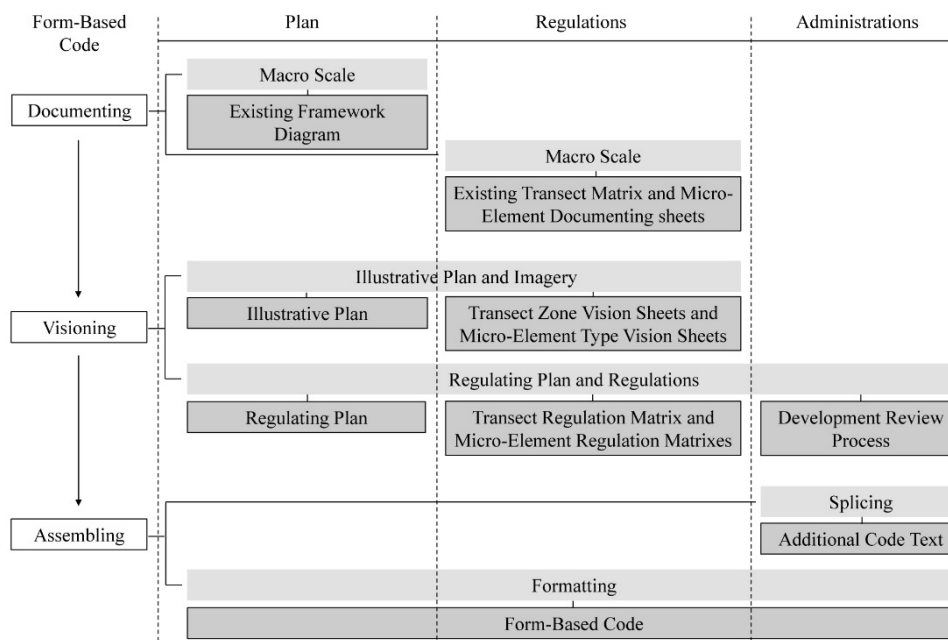 Form-Based
Code
Plan
Regulations
Administrations
Macro Scale
Documenting
Existing Framework
Diagram
Macro Scale
Existing Transect Matrix and Micro-
Element Documenting sheets
Illustrative Plan and Imagery
Visioning
Illustrative Plan
Transect Zone Vision Sheets and
Micro-Element Type Vision Sheets
Regulating Plan and Regulations
Regulating Plan
Transect Regulation Matrix and
Micro-Element Regulation Matrixes
Development Review
Process
Splicing
Assembling
Additional Code Text
Formatting
Form-Based Code